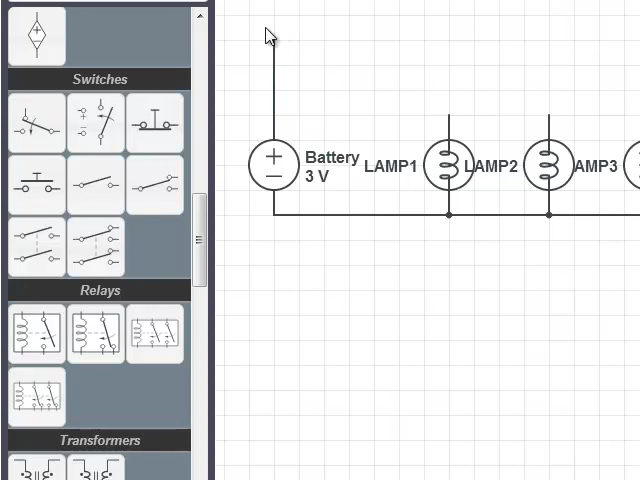 Switches
Battery
3 V
LAMP1
LAMP2
AMP3
Relays
Transformers